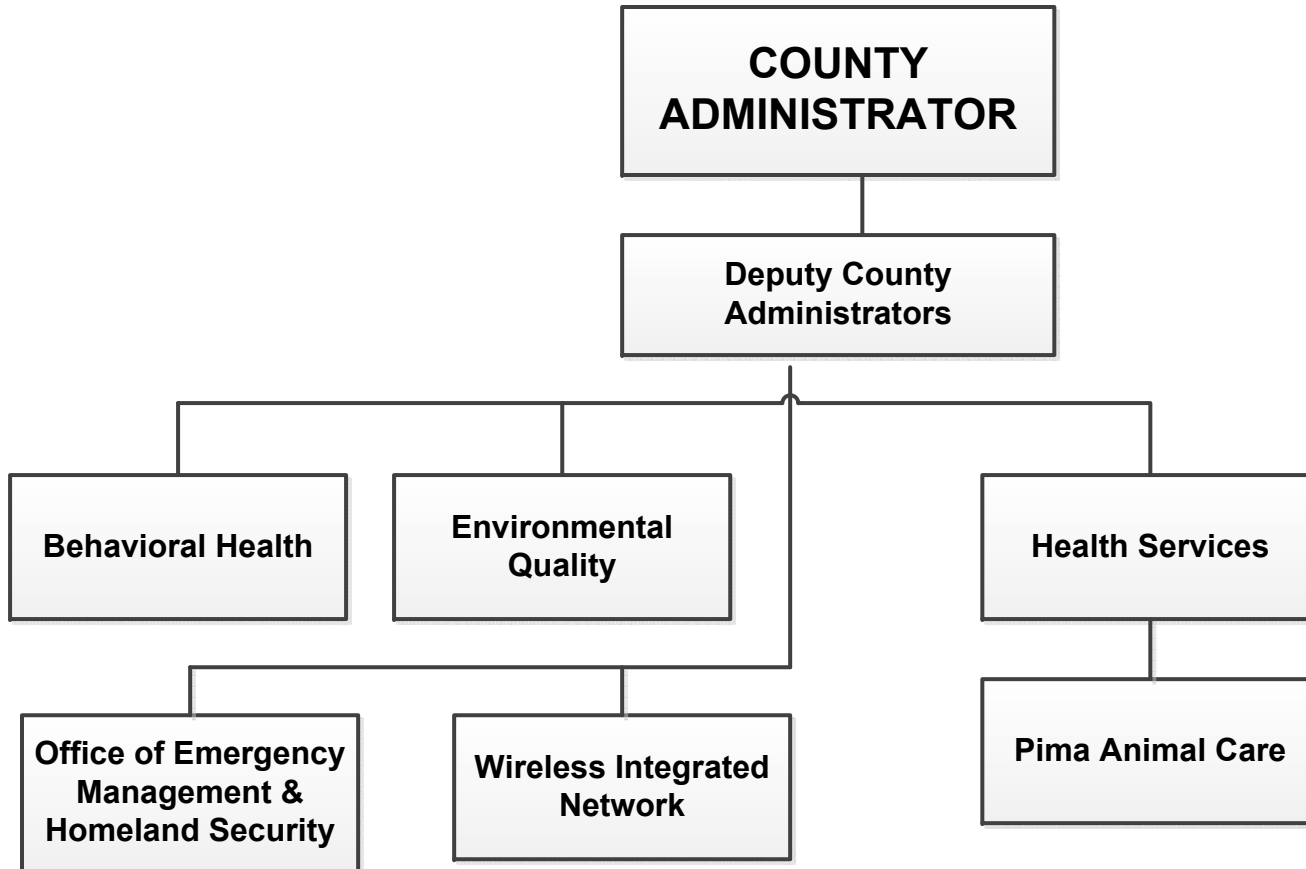 COUNTY
ADMINISTRATOR
Deputy County
Administrators
Behavioral Health
Environmental
Quality
Health Services
Office of Emergency
Management &
Homeland Security
Wireless Integrated
Network
Pima Animal Care